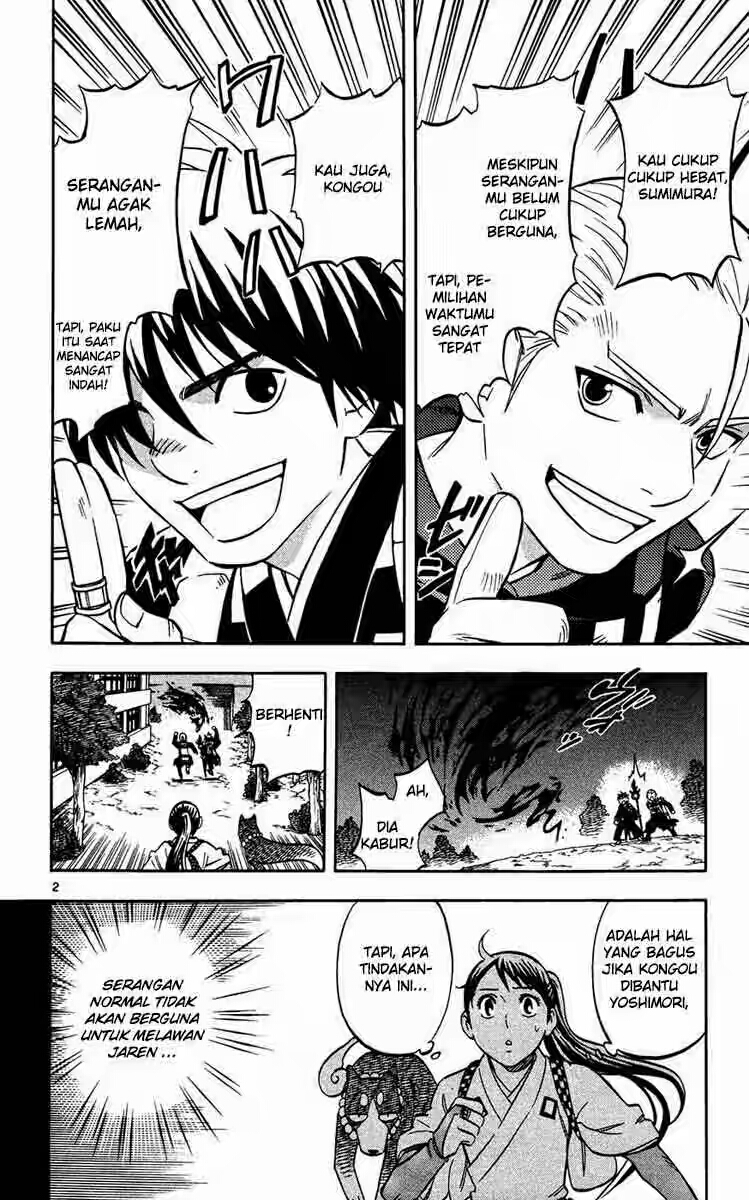 KAU CUKUP
CUKUP HEBAT,
SUMIMURA!
MESKIPUN
SERANGAN-
MU BELUM
CUKUP
BERGUNA,
TAPI, PE-
MILIHAN
WAKTUMU
SANGAT
TEPAT
ビッ
KAU JUGA,
KONGOU
SERANGAN-
MU AGAK
LEMAH,
TAPI, PAKU
ITU SAAT
MENANCAP
SANGAT
INDAH!
AH,
DIA
KABUR!
BERHENTI
!
2
ADALAH HAL
YANG BAGUS
JIKA KONGOU
DIBANTU
YOSHIMORI,
TAPI, APA
TINDAKAN-
NYA INI...
SERANGAN
NORMAL TIDAK
AKAN BERGUNA
UNTUK MELAWAN
JAREN ...